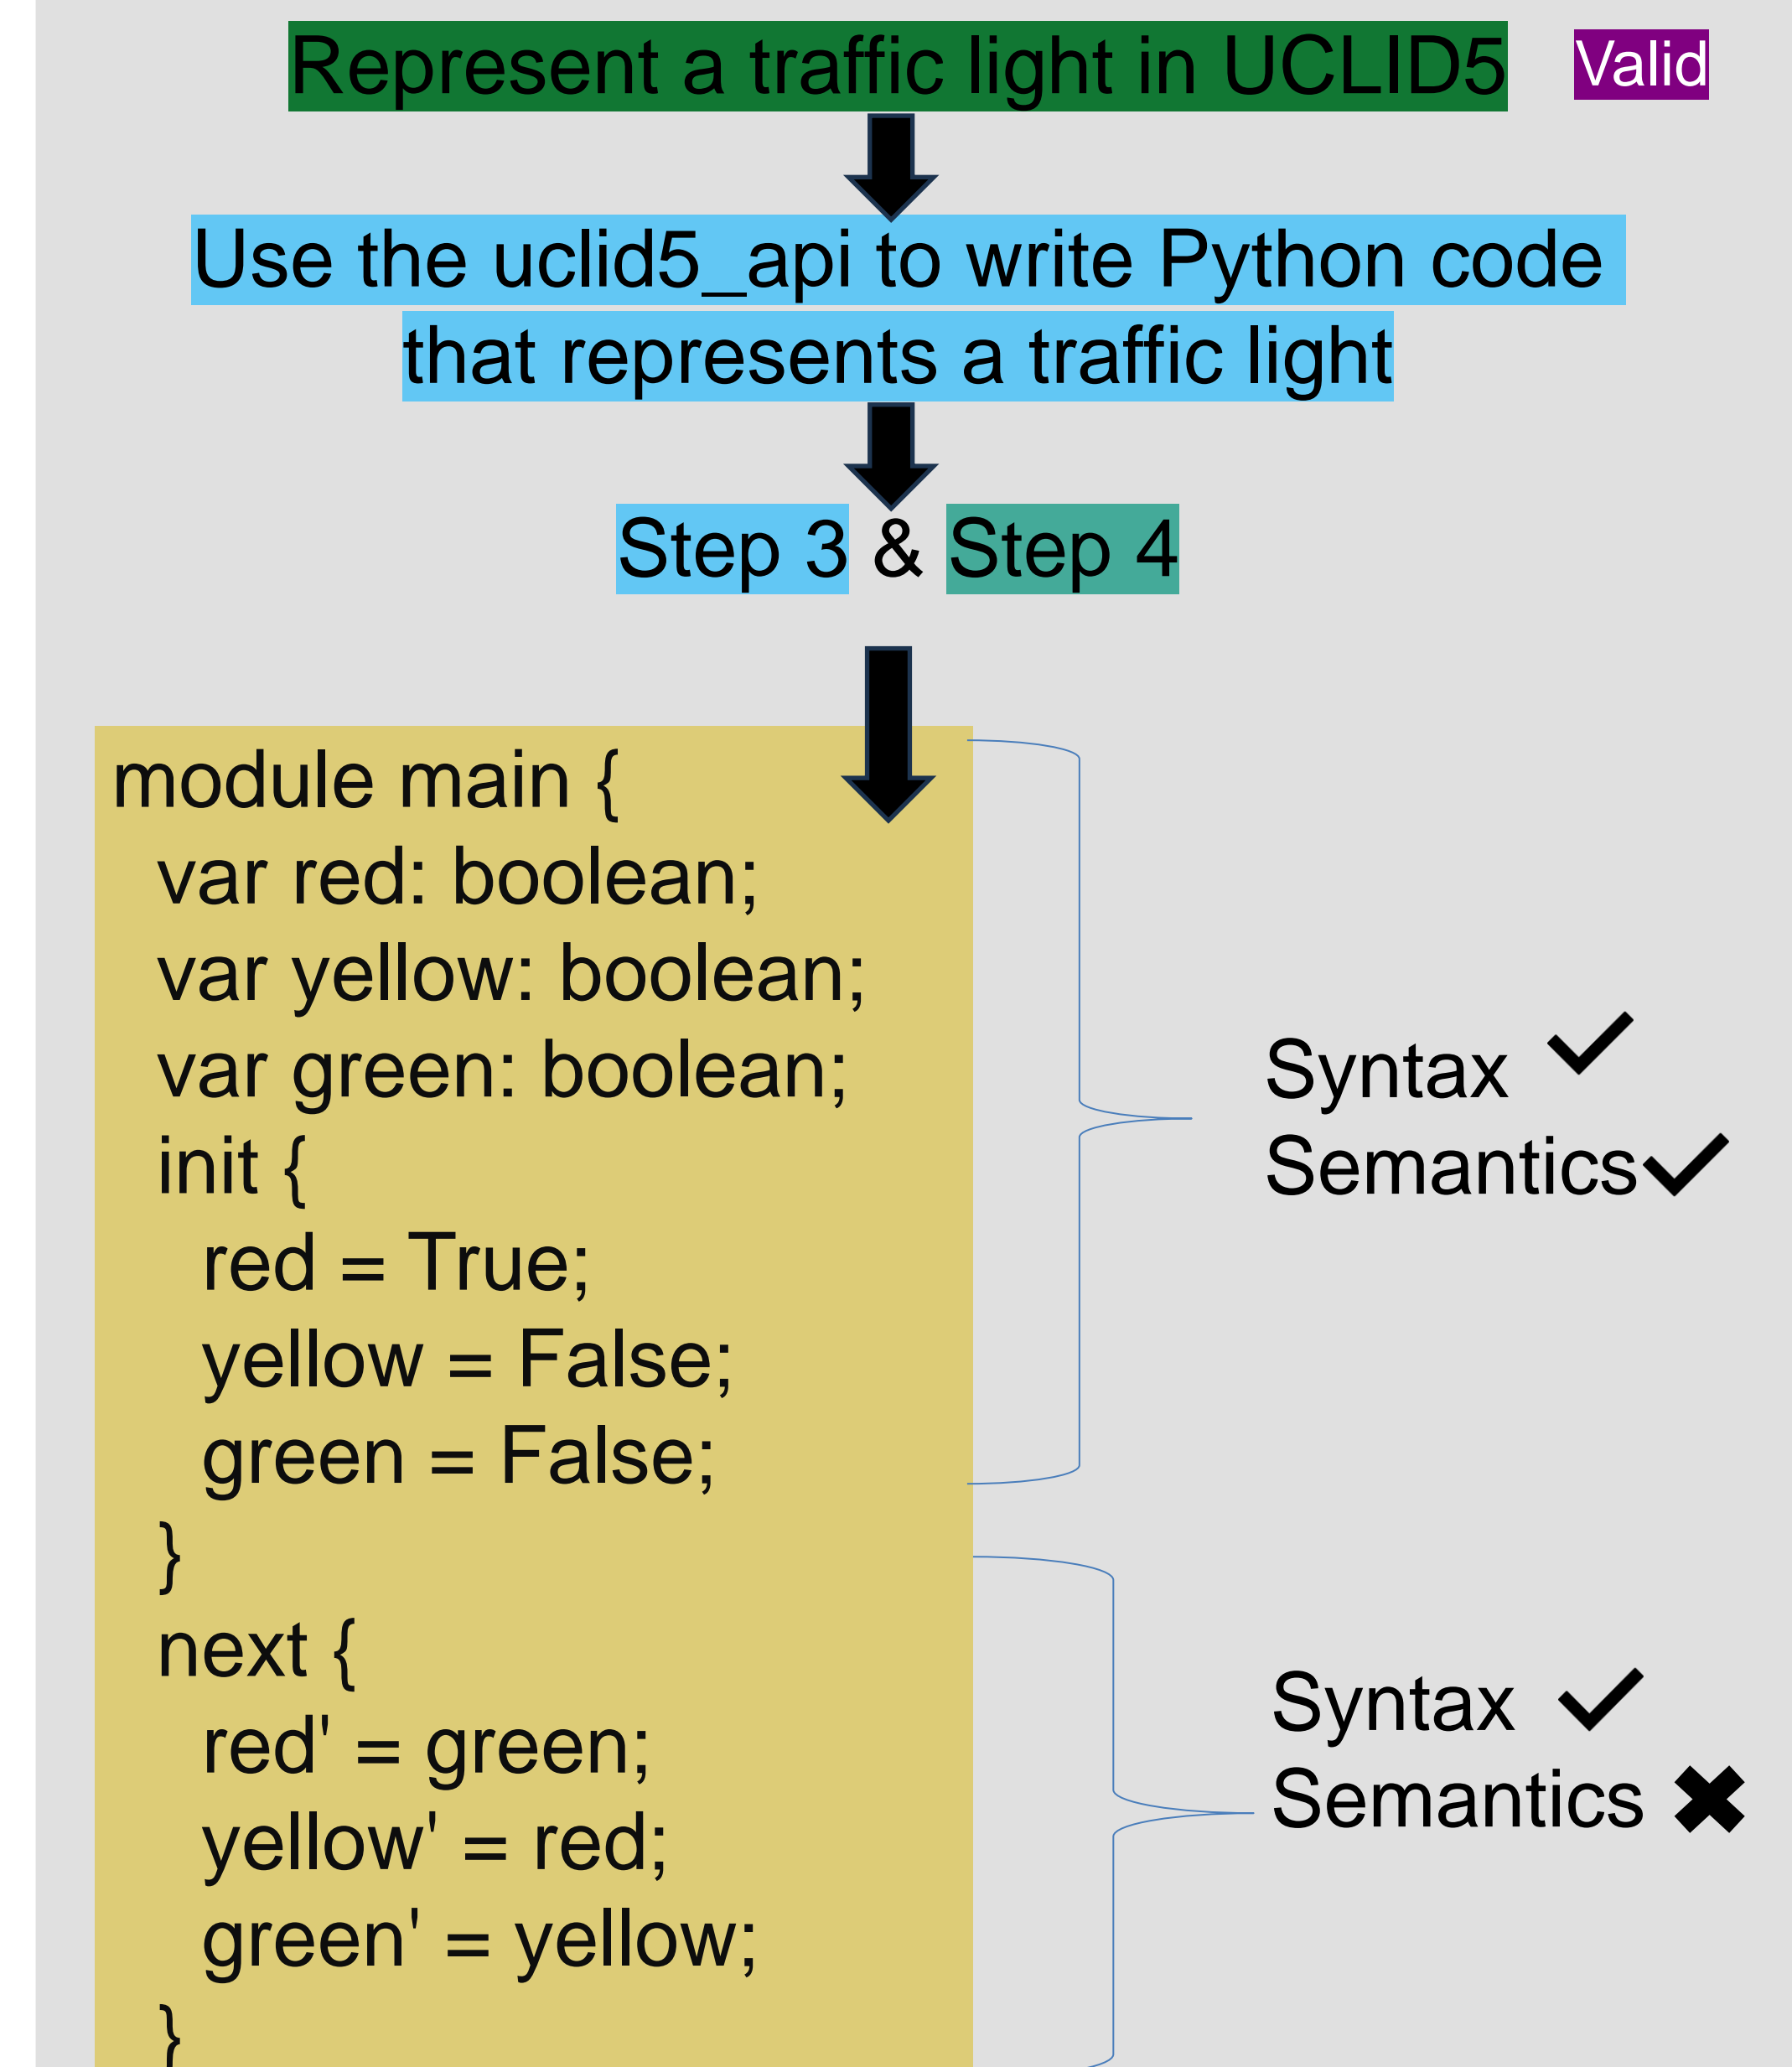 Represent a traffic light in UCLID5 Valid
Use the uclid5_api to write Python code
that represents a traffic light
Step 3 & Step 4
module main {
var red: boolean;
var yellow: boolean;
var green: boolean;
init {
red = True;
yellow = False;
green = False;
}
next {
red' = green;
yellow' = red;
green' = yellow;
}
Syntax ✓
Semantics ✓
Syntax ✓
Semantics ✖